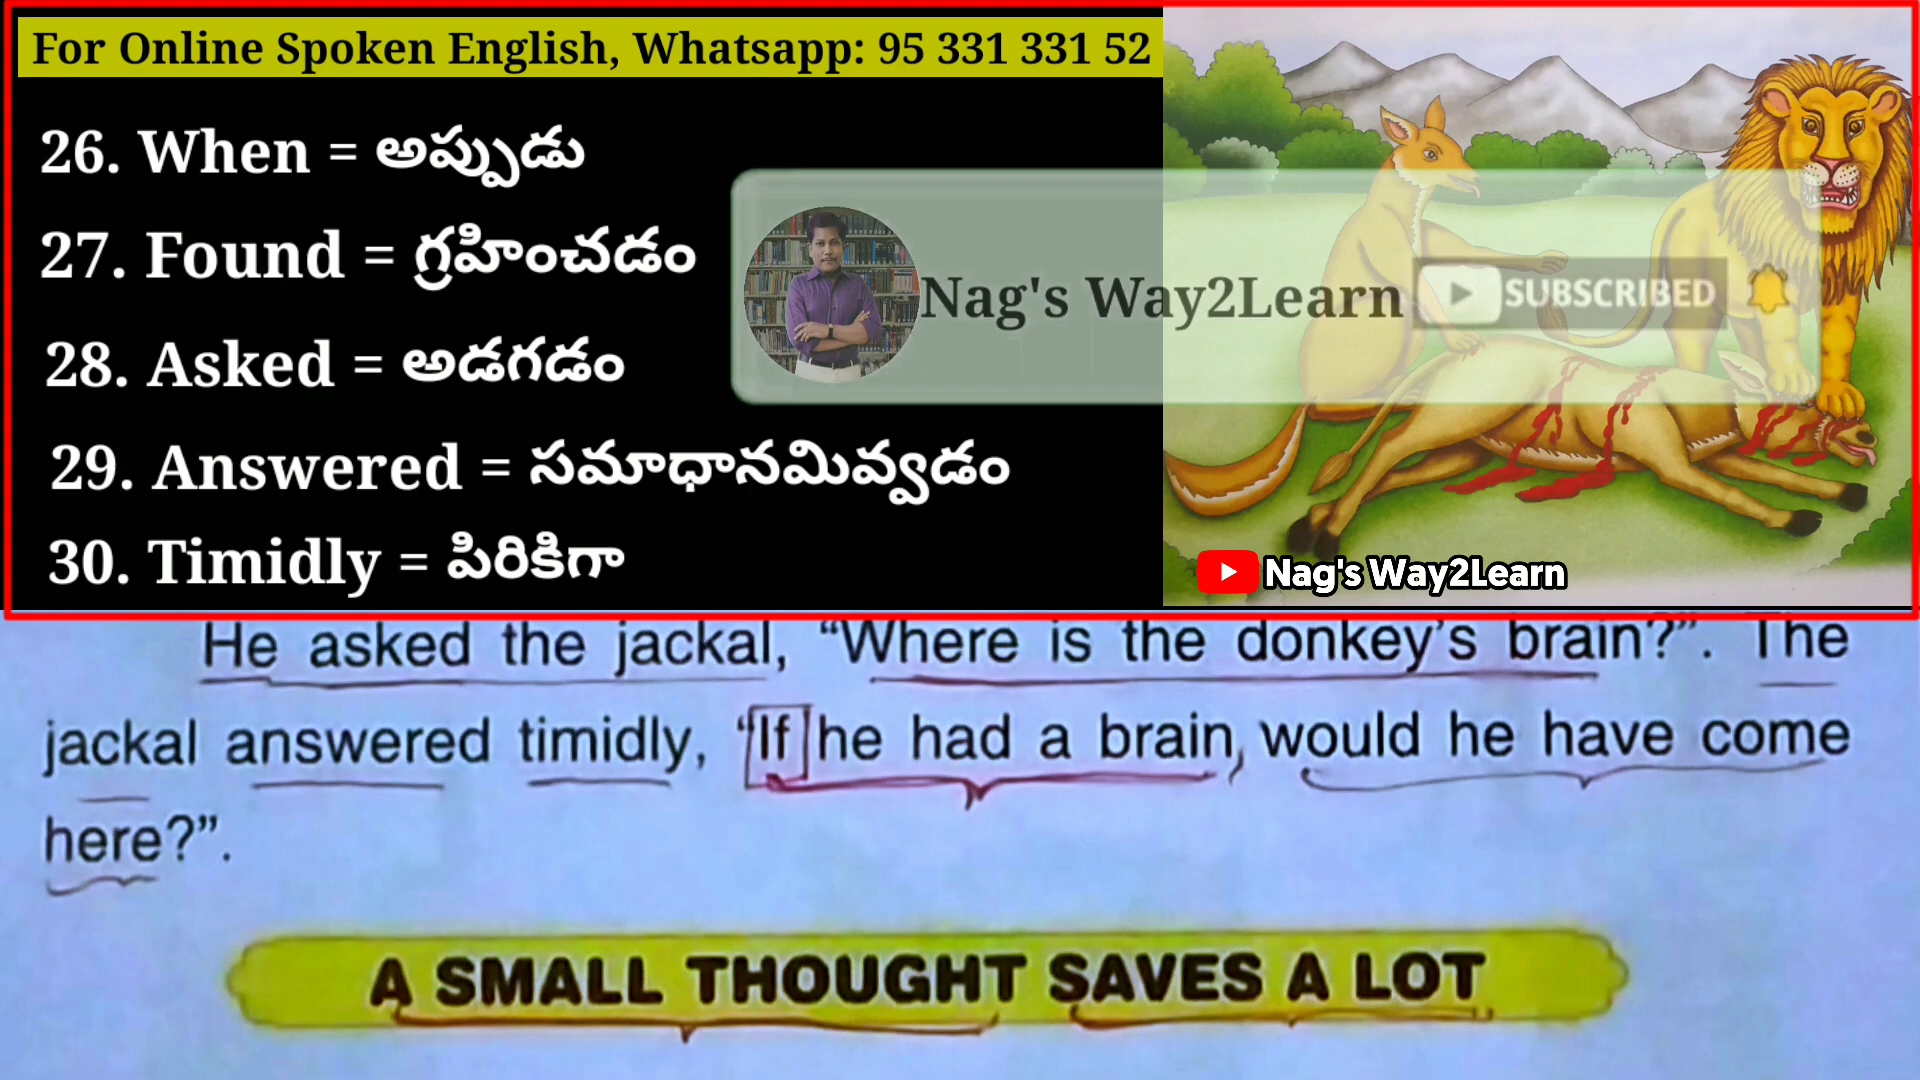 For Online Spoken English, Whatsapp: 95 331 331 52
26. When = అప్పుడు
27. Found = గ్రహించడం
28. Asked = అడగడం
29. Answered = సమాధానమివ్వడం
30. Timidly = పిరికిగా
Nag's Way2Learn SUBSCRIBED
Nag's Way2Learn
He asked the jackal, “Where is the donkey’s brain?”. The
jackal answered timidly, “If he had a brain, would he have come
here?”.
A SMALL THOUGHT SAVES A LOT